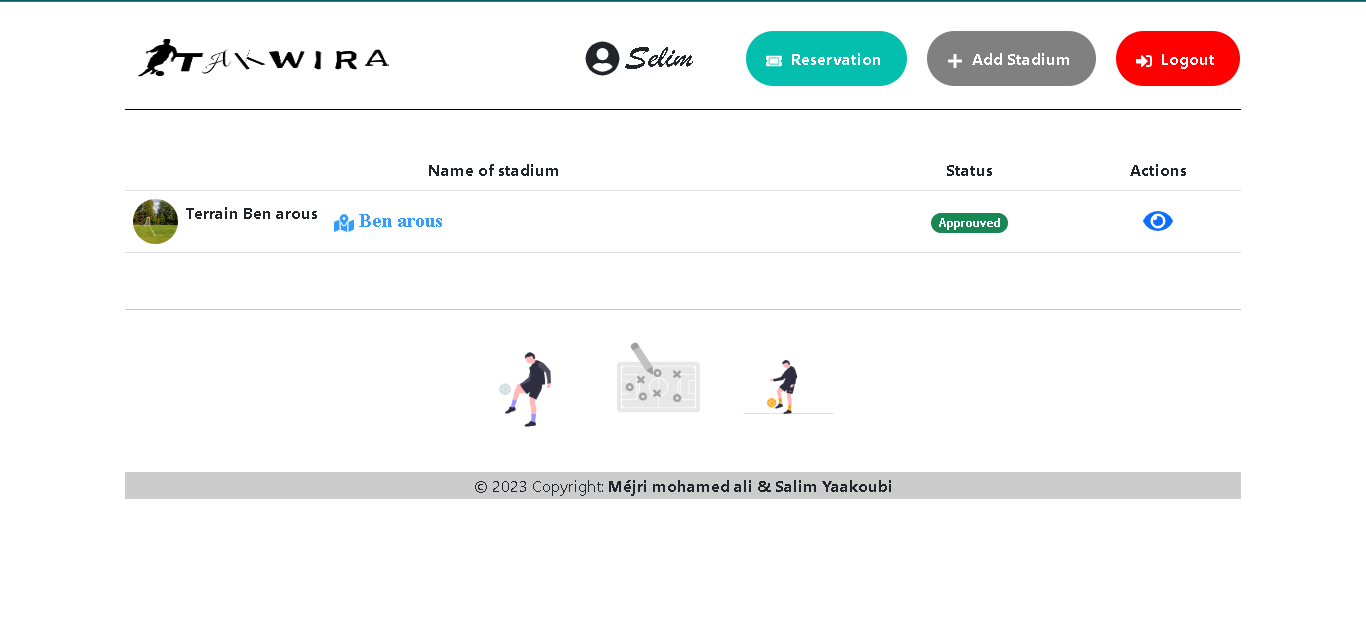 TAKWIRA
Selim
Reservation
Add Stadium
Logout
Name of stadium Status Actions
Terrain Ben arous Ben arous Approuved
© 2023 Copyright: Méjri mohamed ali & Salim Yaakoubi